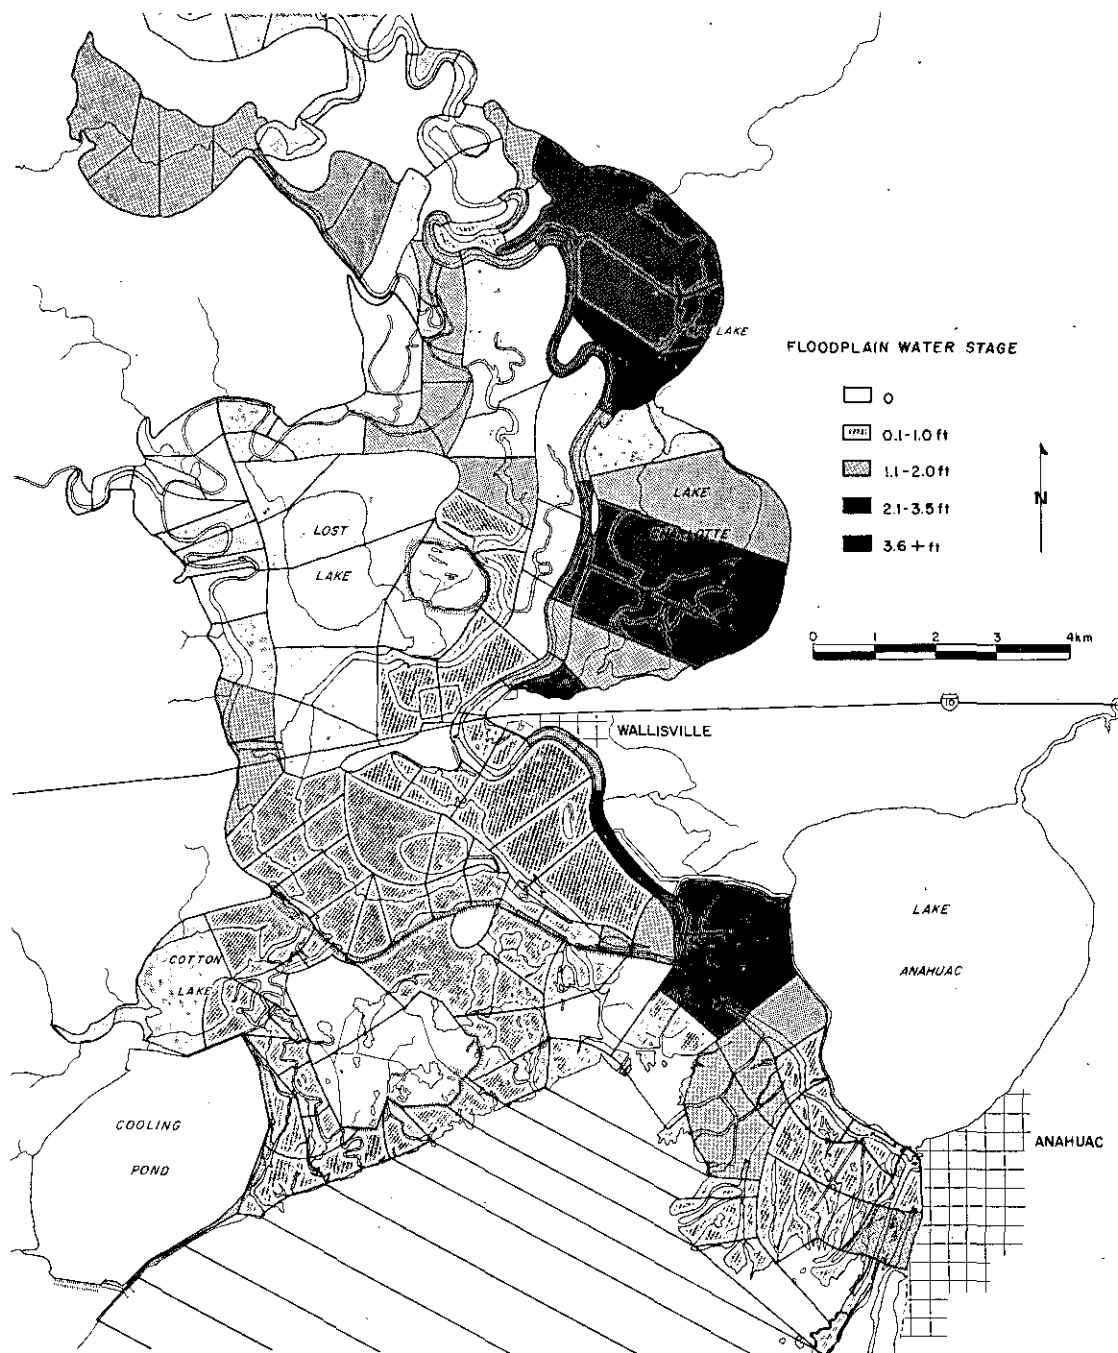 LAKE
FLOODPLAIN WATER STAGE
0
0.1-1.0 ft
1.1-2.0 ft
2.1-3.5 ft
3.6 + ft
N
LAKE
LOST
LAKE
0 1 2 3 4 km
10
WALLISVILLE
LAKE
ANAHUAC
COTTON
LAKE
COOLING
POND
ANAHUAC